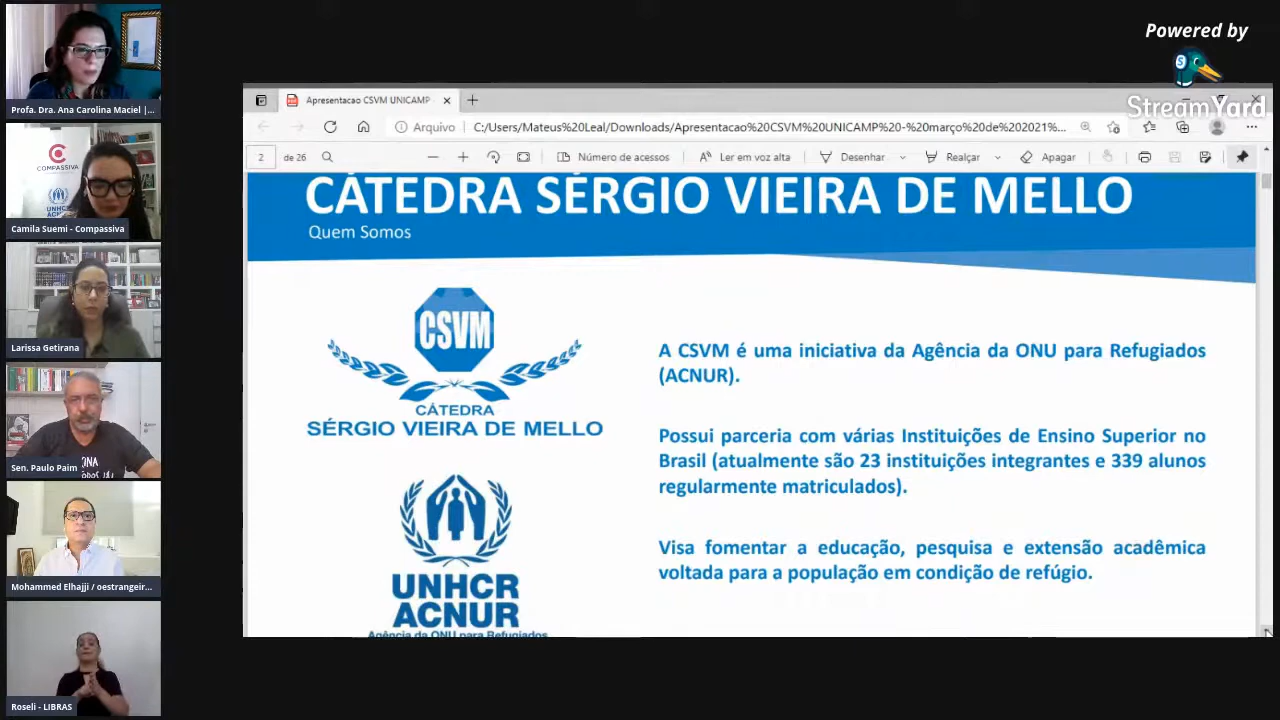 Powered by
StreamYard
Profa. Dra. Ana Carolina Maciel |...
COMPASSIVA
UNHCR
ACNUR
Camila Suemi - Compassiva
Larissa Getirana
Sen. Paulo Paim
Mohammed Elhajji / oestrangeir...
Roseli - LIBRAS
Apresentacao CSVM UNICAMP
Arquivo
C:/Users/Mateus%20Leal/Downloads/Apresentacao%20CSVM%20UNICAMP%20-%20março%20de%202021%...
2 de 26
Número de acessos
Ler em voz alta
Desenhar
Realçar
Apagar
CÁTEDRA SÉRGIO VIEIRA DE MELLO
Quem Somos
CSVM
CÁTEDRA
SÉRGIO VIEIRA DE MELLO
UNHCR
ACNUR
Agência da ONU para Refugiados
A CSVM é uma iniciativa da Agência da ONU para Refugiados
(ACNUR).
Possui parceria com várias Instituições de Ensino Superior no
Brasil (atualmente são 23 instituições integrantes e 339 alunos
regularmente matriculados).
Visa fomentar a educação, pesquisa e extensão acadêmica
voltada para a população em condição de refúgio.